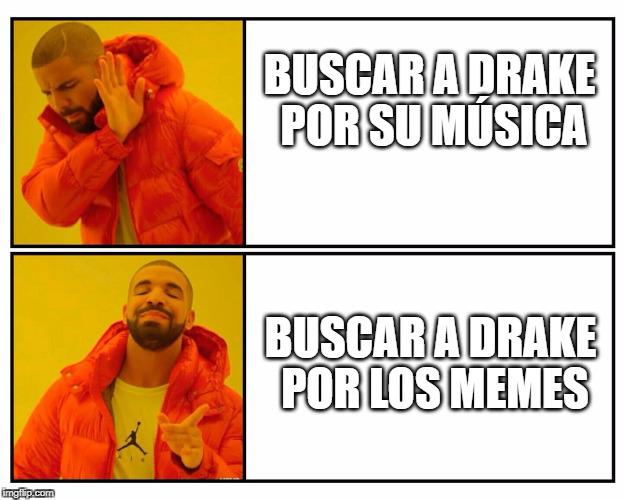 BUSCAR A DRAKE
POR SU MÚSICA
BUSCAR A DRAKE
POR LOS MEMES
imgflip.com